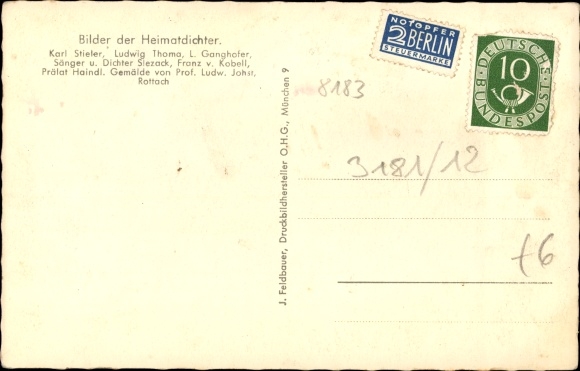 Bilder der Heimatdichter.
Karl Stieler, Ludwig Thoma, L. Ganghofer,
Sänger u. Dichter Slezack, Franz v. Kobell,
Prälat Haindl. Gemälde von Prof. Ludw. Johst,
Rottach
J. Feldbauer, Druckbildhersteller O.H.G., München 9
NOTOPFER
2 BERLIN
STEUERMARKE
DEUTSCHE
BUNDESPOST
10
8183
3181/12
+6